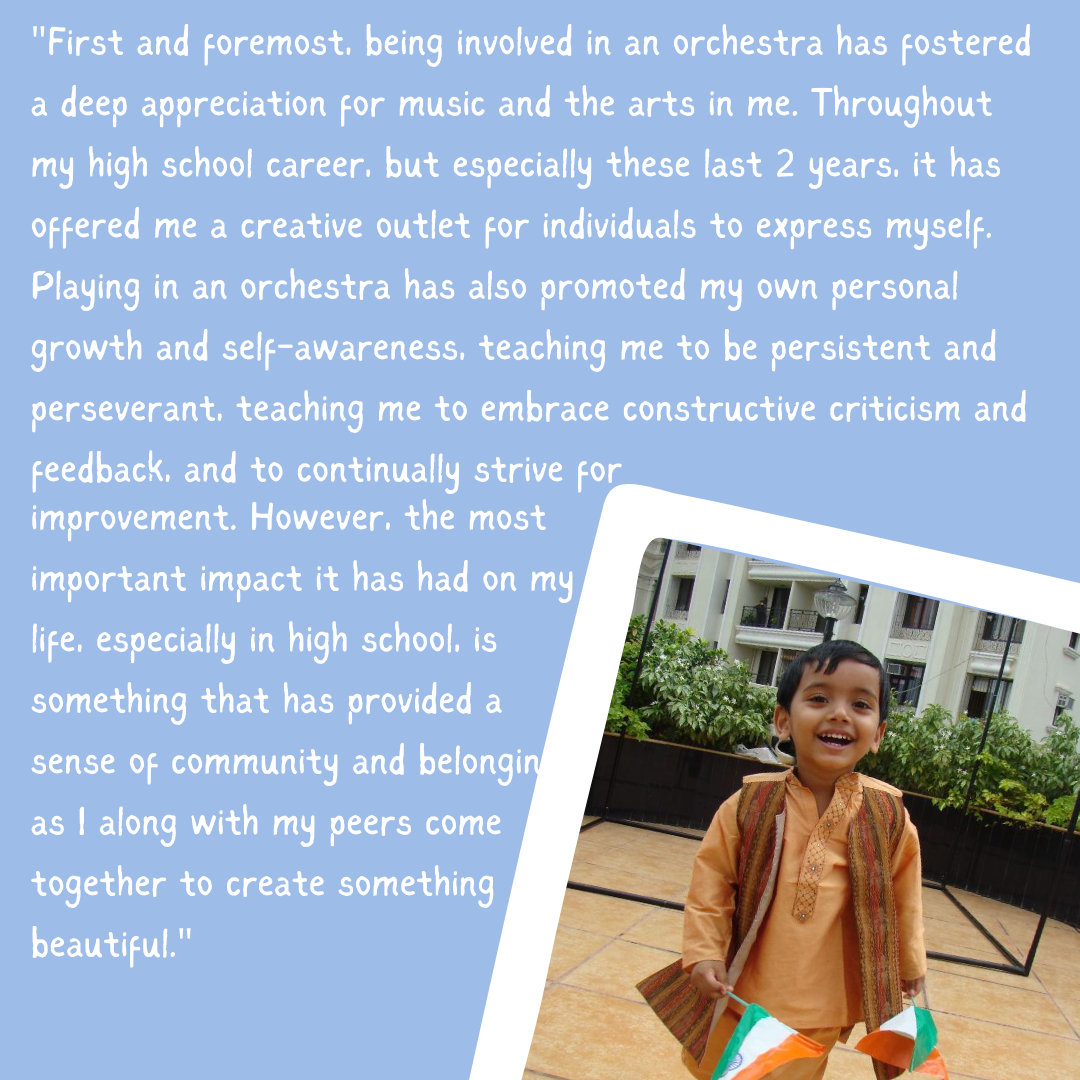 "First and foremost, being involved in an orchestra has fostered
a deep appreciation for music and the arts in me. Throughout
my high school career, but especially these last 2 years, it has
offered me a creative outlet for individuals to express myself.
Playing in an orchestra has also promoted my own personal
growth and self-awareness, teaching me to be persistent and
perseverant, teaching me to embrace constructive criticism and
feedback, and to continually strive for
improvement. However, the most
important impact it has had on my
life, especially in high school, is
something that has provided a
sense of community and belongin
as I along with my peers come
together to create something
beautiful."